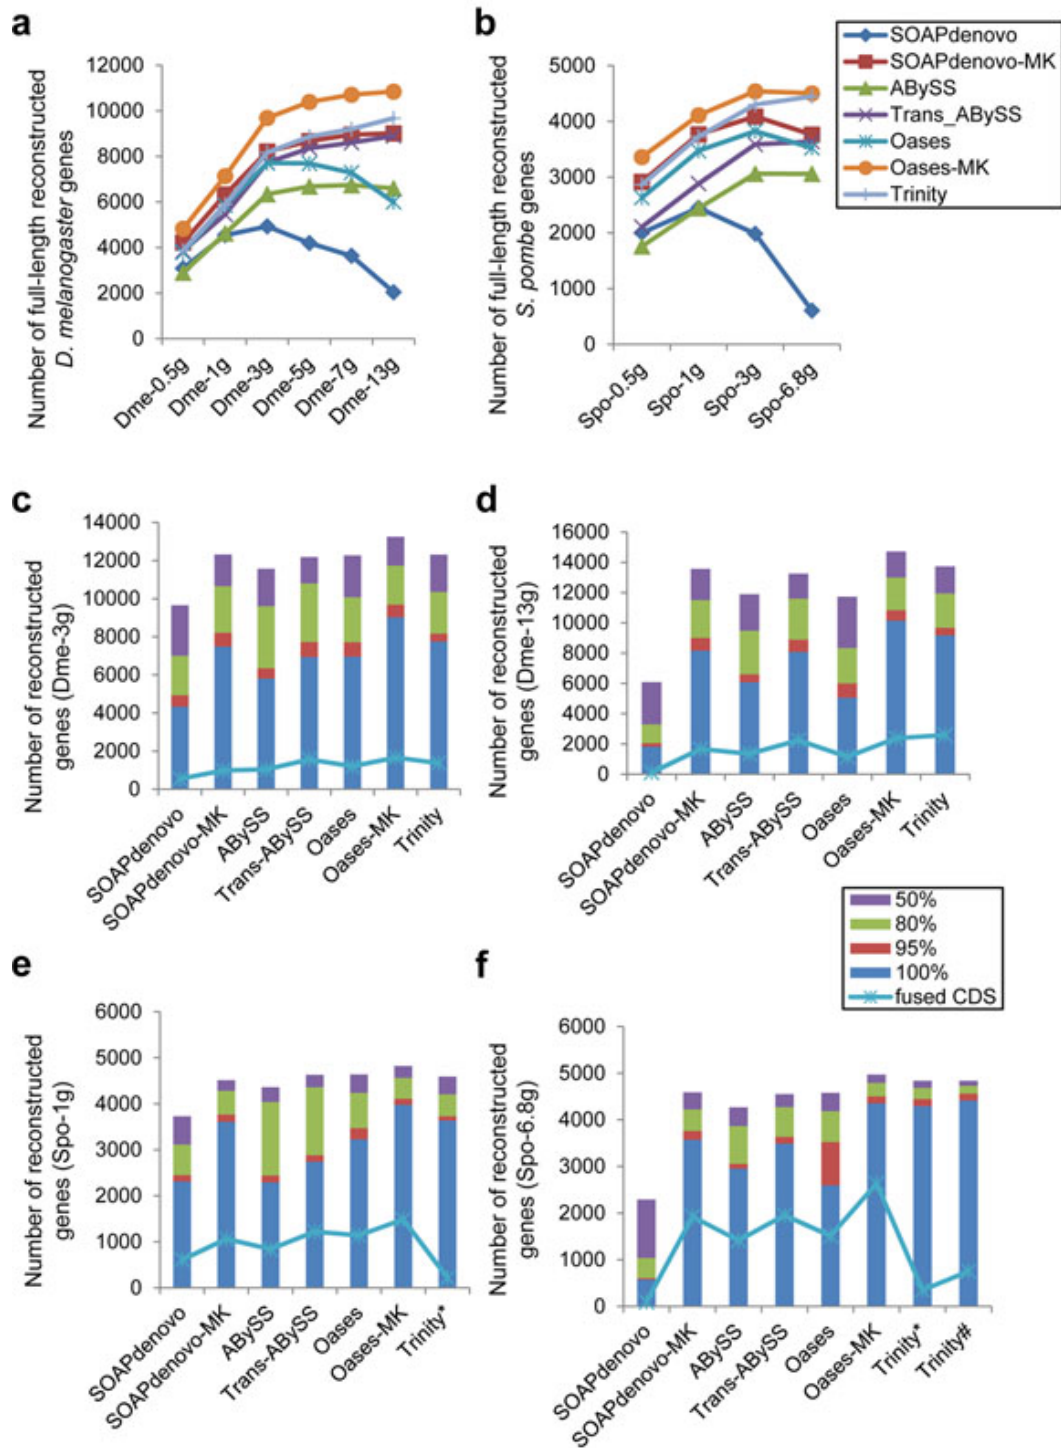 a
Number of full-length reconstructed
D. melanogaster genes
12000
10000
8000
6000
4000
2000
0
Dme-0.5g
Dme-1g
Dme-3g
Dme-5g
Dme-7g
Dme-13g
b
Number of full-length reconstructed
S. pombe genes
5000
4000
3000
2000
1000
0
Spo-0.5g
Spo-1g
Spo-3g
Spo-6.8g
SOAPdenovo
SOAPdenovo-MK
ABySS
Trans_ABySS
Oases
Oases-MK
Trinity
c
Number of reconstructed
genes (Dme-3g)
14000
12000
10000
8000
6000
4000
2000
0
SOAPdenovo
SOAPdenovo-MK
ABySS
Trans-ABySS
Oases
Oases-MK
Trinity
d
Number of reconstructed
genes (Dme-13g)
16000
14000
12000
10000
8000
6000
4000
2000
0
SOAPdenovo
SOAPdenovo-MK
ABySS
Trans-ABySS
Oases
Oases-MK
Trinity
50%
80%
95%
100%
fused CDS
e
Number of reconstructed
genes (Spo-1g)
6000
5000
4000
3000
2000
1000
0
SOAPdenovo
SOAPdenovo-MK
ABySS
Trans-ABySS
Oases
Oases-MK
Trinity*
f
Number of reconstructed
genes (Spo-6.8g)
6000
5000
4000
3000
2000
1000
0
SOAPdenovo
SOAPdenovo-MK
ABySS
Trans-ABySS
Oases
Oases-MK
Trinity*
Trinity#